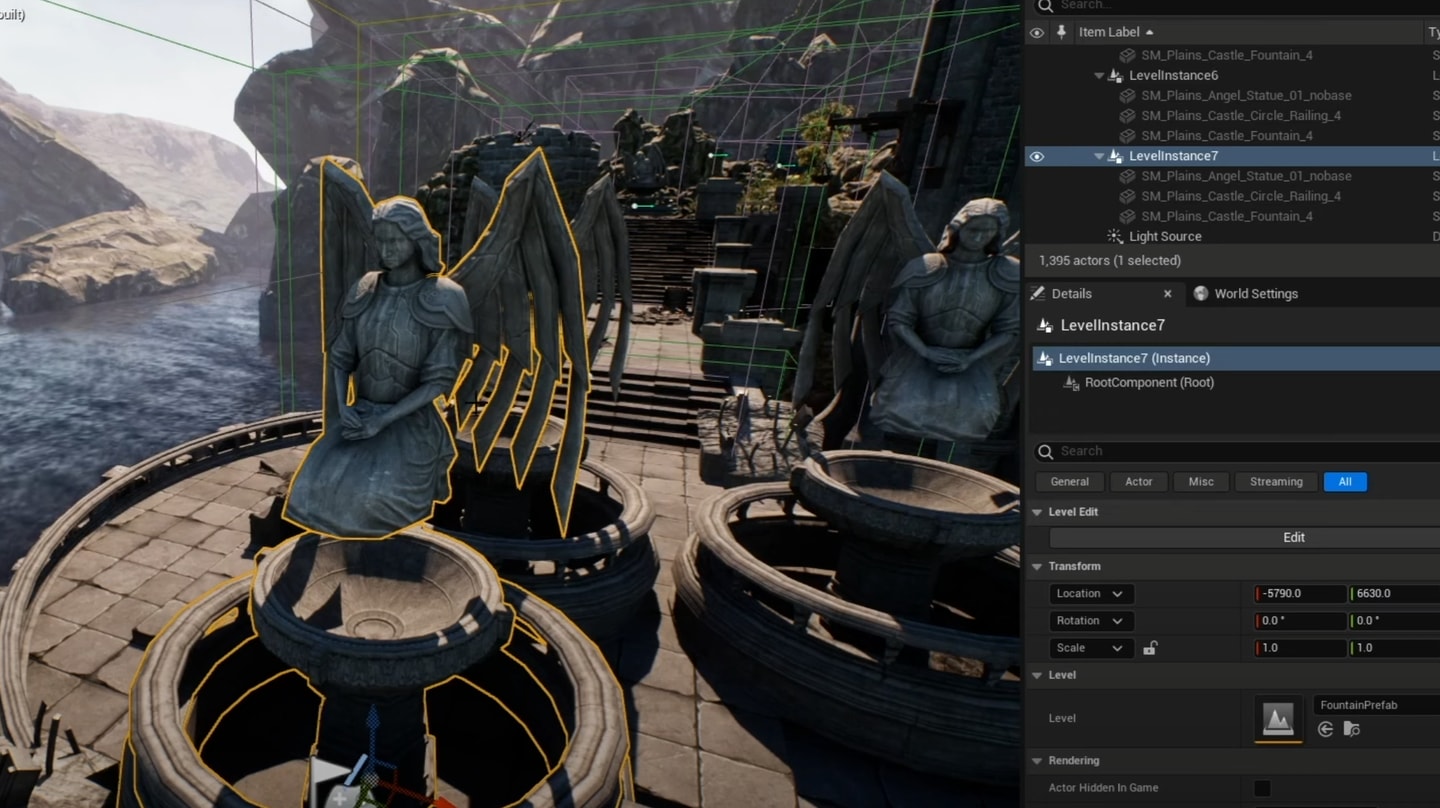 uilt)
Search...
Item Label
Ty
SM_Plains_Castle_Fountain_4
S
LevelInstance6
L
SM_Plains_Angel_Statue_01_nobase
S
SM_Plains_Castle_Circle_Railing_4
S
SM_Plains_Castle_Fountain_4
S
LevelInstance7
L
SM_Plains_Angel_Statue_01_nobase
S
SM_Plains_Castle_Circle_Railing_4
S
SM_Plains_Castle_Fountain_4
S
Light Source
D
1,395 actors (1 selected)
Details
World Settings
LevelInstance7
LevelInstance7 (Instance)
RootComponent (Root)
Search
General Actor Misc Streaming All
Level Edit
Edit
Transform
Location -5790.0 6630.0
Rotation 0.0 ° 0.0 °
Scale 1.0 1.0
Level
Level FountainPrefab
Rendering
Actor Hidden In Game